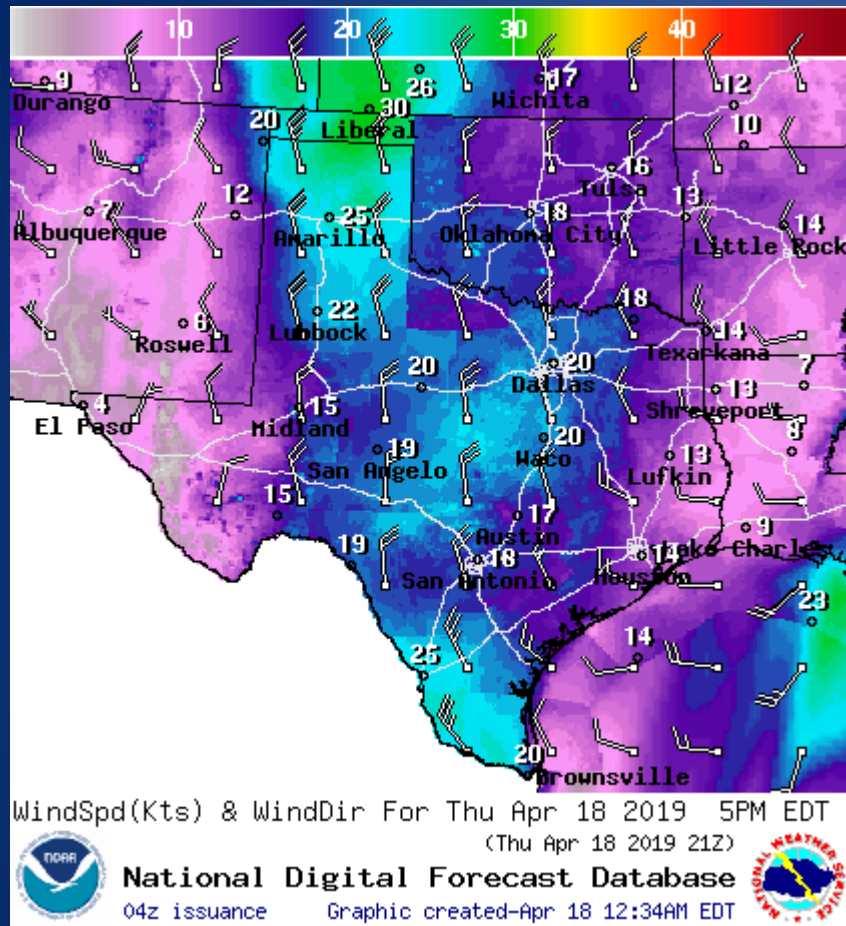 10 20 30 40
9 26 17 12
Durango Wichita
30
Liberal
20 10
16
Tulsa
7 12 25 18 13 14
Albuquerque Amarillo Oklahoma City Little Rock
6 22 18 14
Roswell Lubbock Texarkana
20 20 7
Dallas
4 15 13
El Paso Midland Shreveport
19 20 13 8
San Angelo Waco Lufkin
15 17 9
Austin
19 18 14 Lake Charles
San Antonio Houston
23
25 14
20
Brownsville
WindSpd(Kts) & WindDir For Thu Apr 18 2019 5PM EDT
(Thu Apr 18 2019 21Z)
NOAA
National Digital Forecast Database
04z issuance Graphic created-Apr 18 12:34AM EDT
NATIONAL WEATHER SERVICE